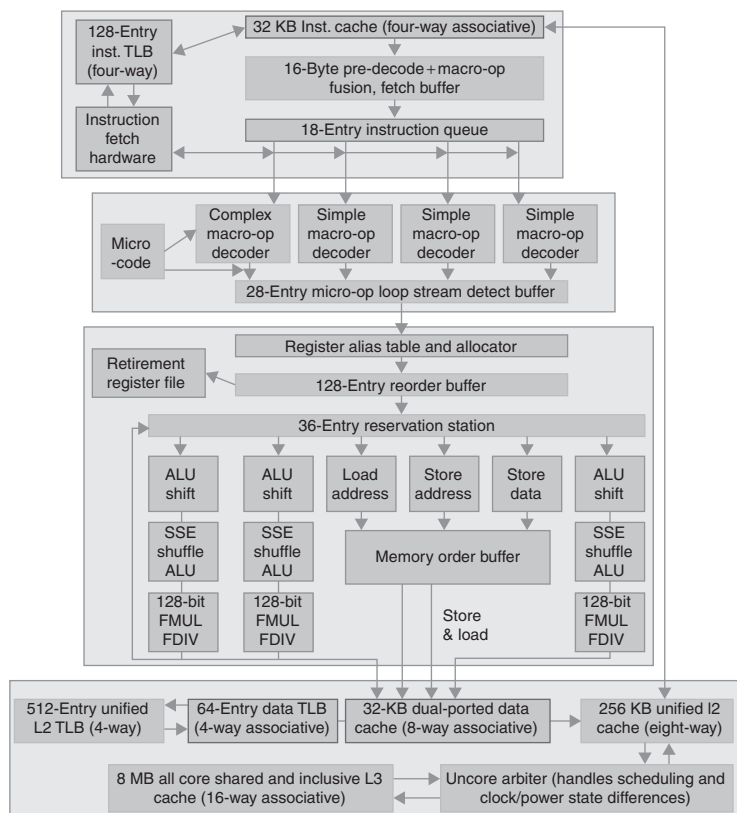 128-Entry
inst. TLB
(four-way)
32 KB Inst. cache (four-way associative)
16-Byte pre-decode+macro-op
fusion, fetch buffer
Instruction
fetch
hardware
18-Entry instruction queue
Micro
-code
Complex
macro-op
decoder
Simple
macro-op
decoder
Simple
macro-op
decoder
Simple
macro-op
decoder
28-Entry micro-op loop stream detect buffer
Register alias table and allocator
Retirement
register file
128-Entry reorder buffer
36-Entry reservation station
ALU
shift
ALU
shift
Load
address
Store
address
Store
data
ALU
shift
SSE
shuffle
ALU
SSE
shuffle
ALU
Memory order buffer
SSE
shuffle
ALU
128-bit
FMUL
FDIV
128-bit
FMUL
FDIV
Store
& load
128-bit
FMUL
FDIV
512-Entry unified
L2 TLB (4-way)
64-Entry data TLB
(4-way associative)
32-KB dual-ported data
cache (8-way associative)
256 KB unified l2
cache (eight-way)
8 MB all core shared and inclusive L3
cache (16-way associative)
Uncore arbiter (handles scheduling and
clock/power state differences)